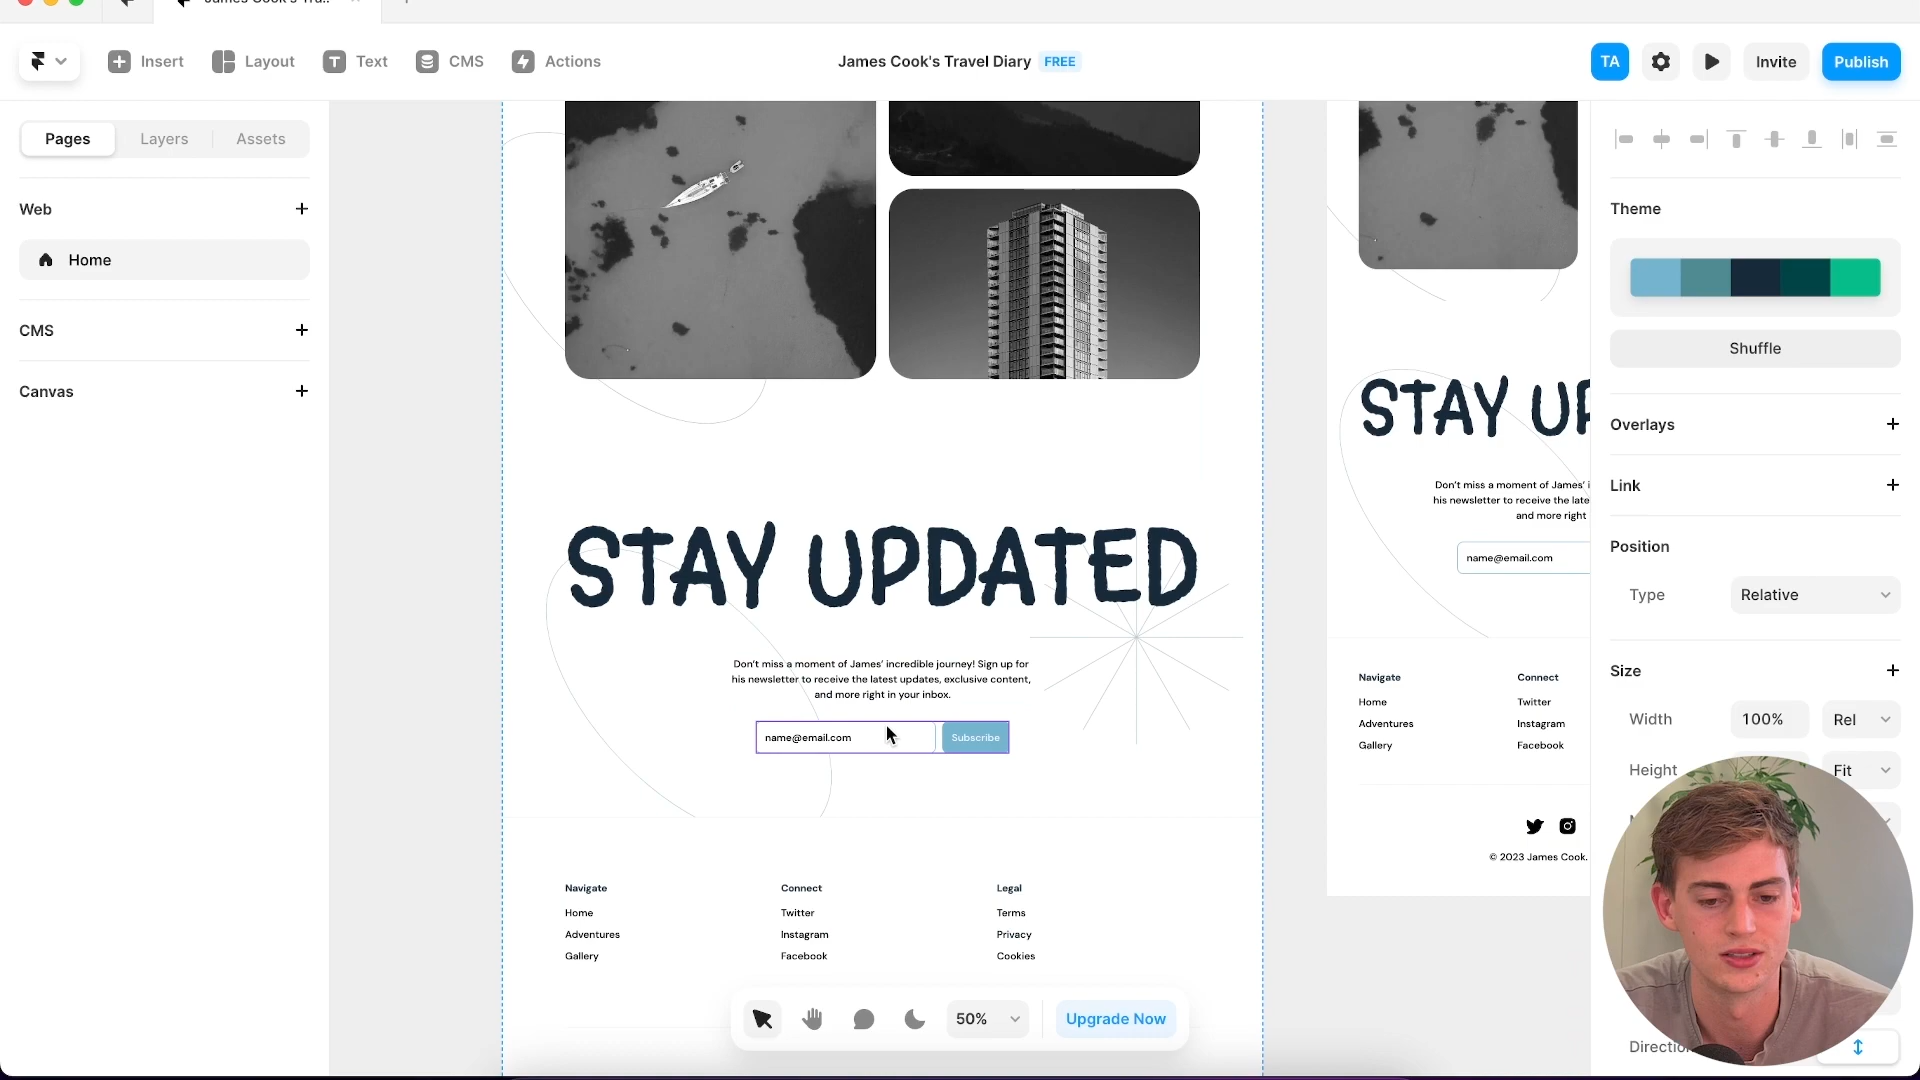 James Cook's Tra..
Insert
Layout
Text
CMS
Actions
James Cook's Travel Diary FREE
TA
Invite
Publish
Pages
Layers
Assets
Web
Home
CMS
Canvas
STAY UPDATED
Don't miss a moment of James' incredible journey! Sign up for
his newsletter to receive the latest updates, exclusive content,
and more right in your inbox.
name@email.com
Subscribe
Navigate
Home
Adventures
Gallery
Connect
Twitter
Instagram
Facebook
Legal
Terms
Privacy
Cookies
50%
Upgrade Now
STAY UP
Don't miss a moment of James'
his newsletter to receive the late
and more right
name@email.com
Navigate
Home
Adventures
Gallery
Connect
Twitter
Instagram
Facebook
© 2023 James Cook.
Theme
Shuffle
Overlays
Link
Position
Type
Relative
Size
Width
100%
Rel
Height
Fit
Directio